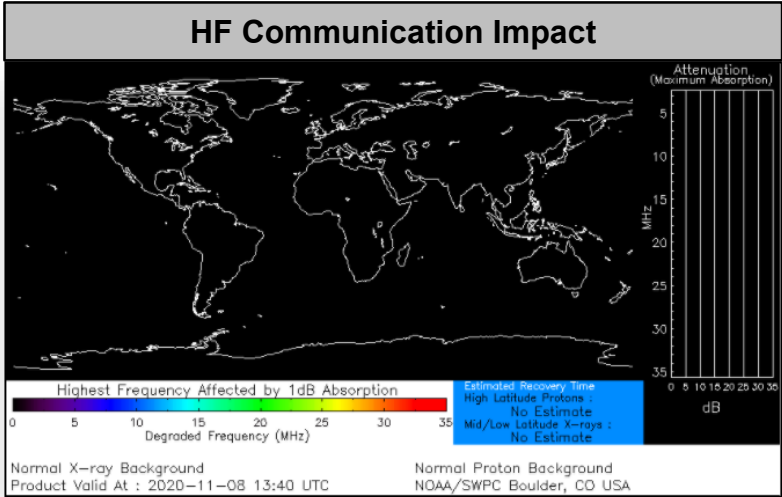 HF Communication Impact
Attenuation
(Maximum Absorption)
5
10
15
20
25
30
35
MHz
0 5 10 15 20 25 30 35
dB
Highest Frequency Affected by 1dB Absorption
0 5 10 15 20 25 30 35
Degraded Frequency (MHz)
Estimated Recovery Time
High Latitude Protons :
No Estimate
Mid/Low Latitude X-rays :
No Estimate
Normal X-ray Background
Normal Proton Background
Product Valid At : 2020-11-08 13:40 UTC
NOAA/SWPC Boulder, CO USA